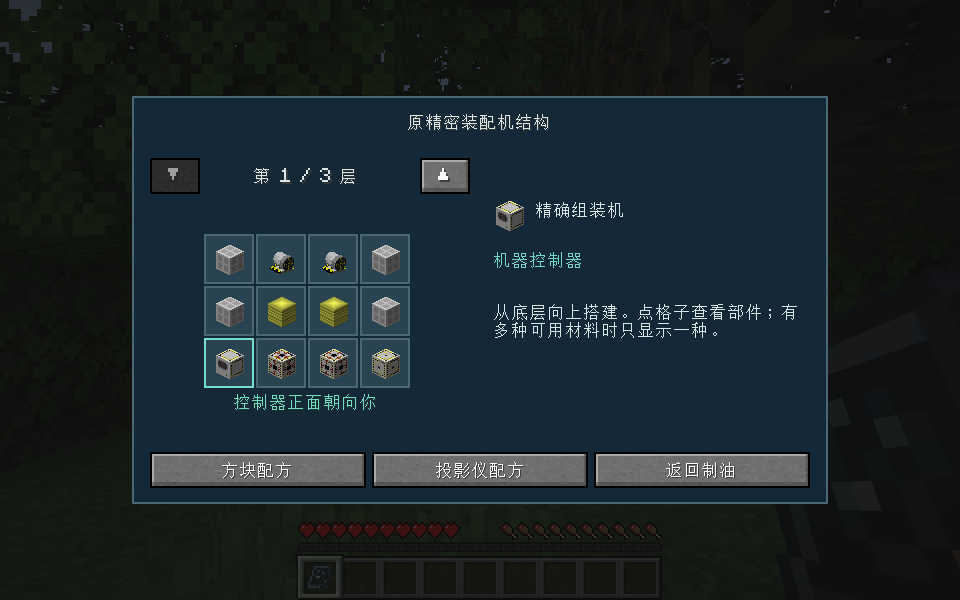 原精密装配机结构
第 1 / 3 层
精确组装机
机器控制器
从底层向上搭建。点格子查看部件；有
多种可用材料时只显示一种。
控制器正面朝向你
方块配方
投影仪配方
返回制油